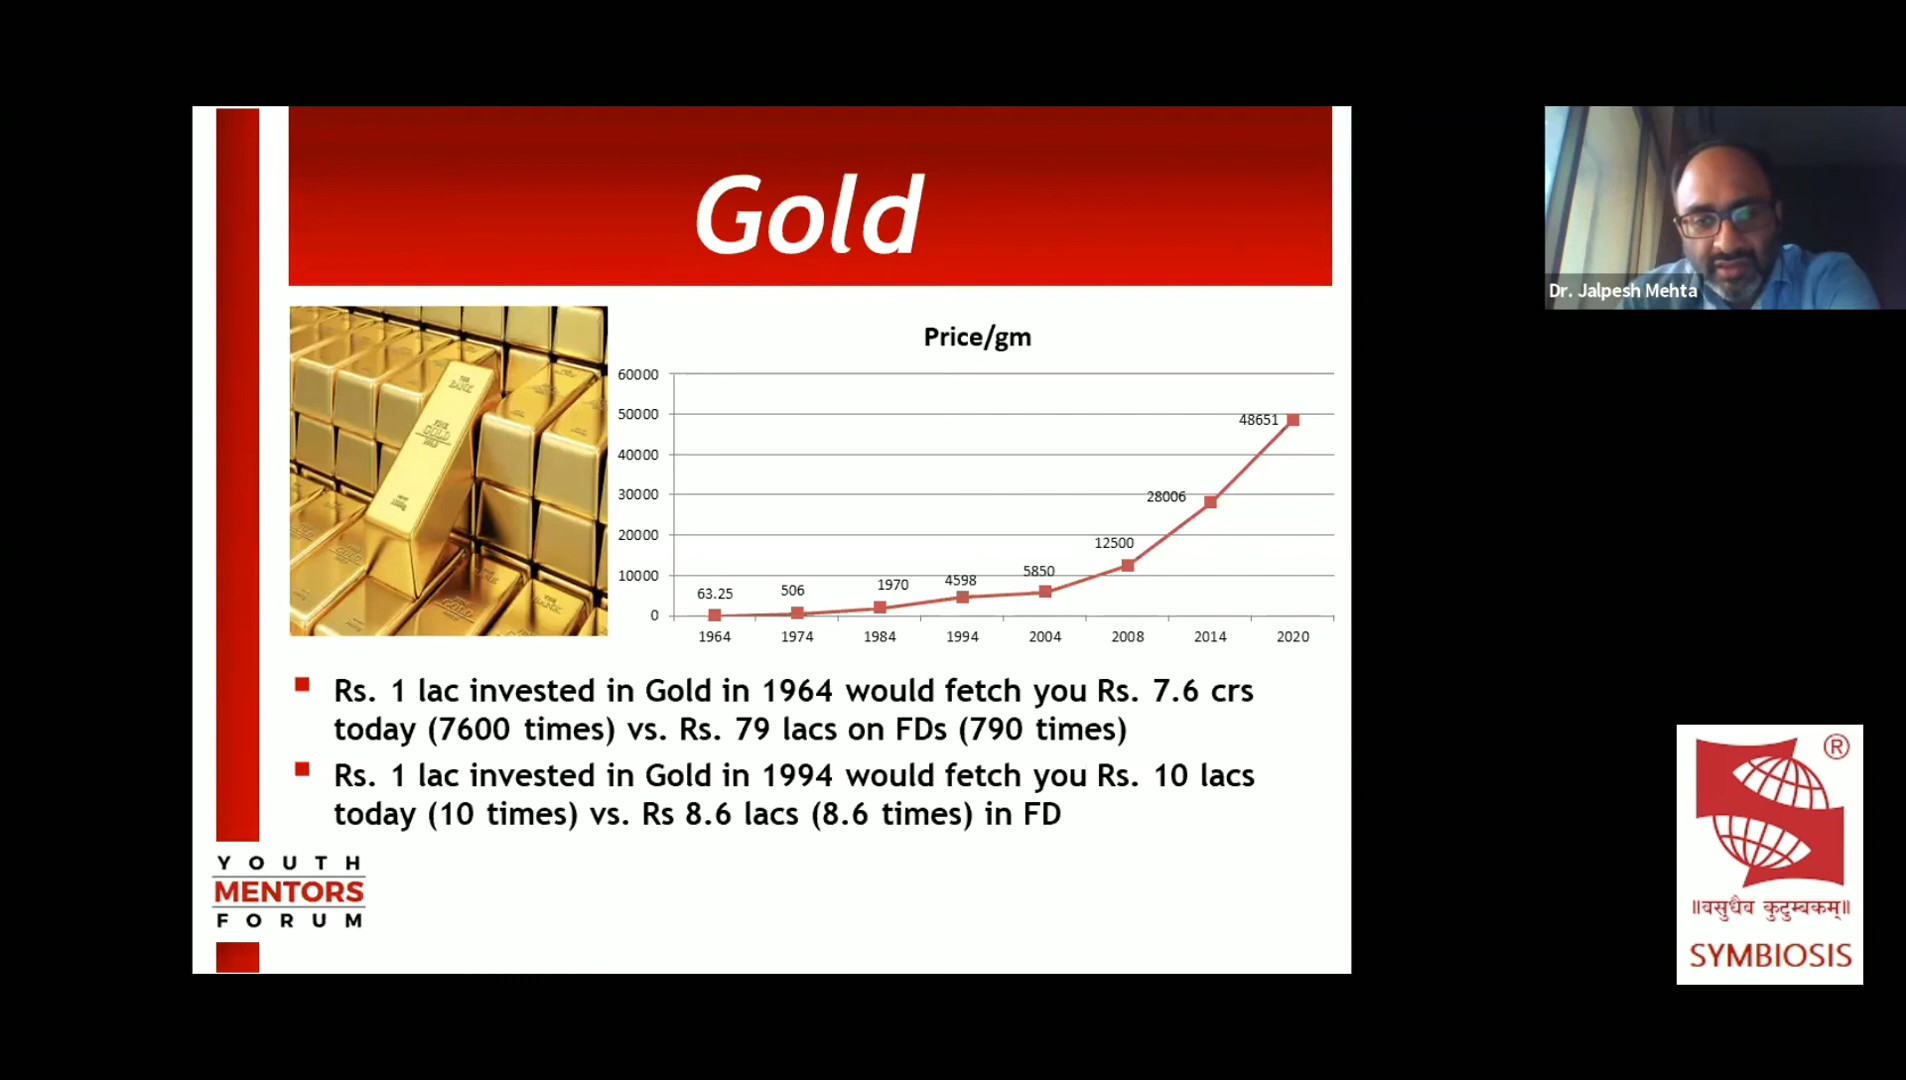 Gold
Price/gm
60000
50000
40000
30000
20000
10000
0
63.25
506
1970
4598
5850
12500
28006
48651
1964 1974 1984 1994 2004 2008 2014 2020
Rs. 1 lac invested in Gold in 1964 would fetch you Rs. 7.6 crs
today (7600 times) vs. Rs. 79 lacs on FDs (790 times)
Rs. 1 lac invested in Gold in 1994 would fetch you Rs. 10 lacs
today (10 times) vs. Rs 8.6 lacs (8.6 times) in FD
YOUTH
MENTORS
FORUM
Dr. Jalpesh Mehta
®
॥वसुधैव कुटुम्बकम्॥
SYMBIOSIS